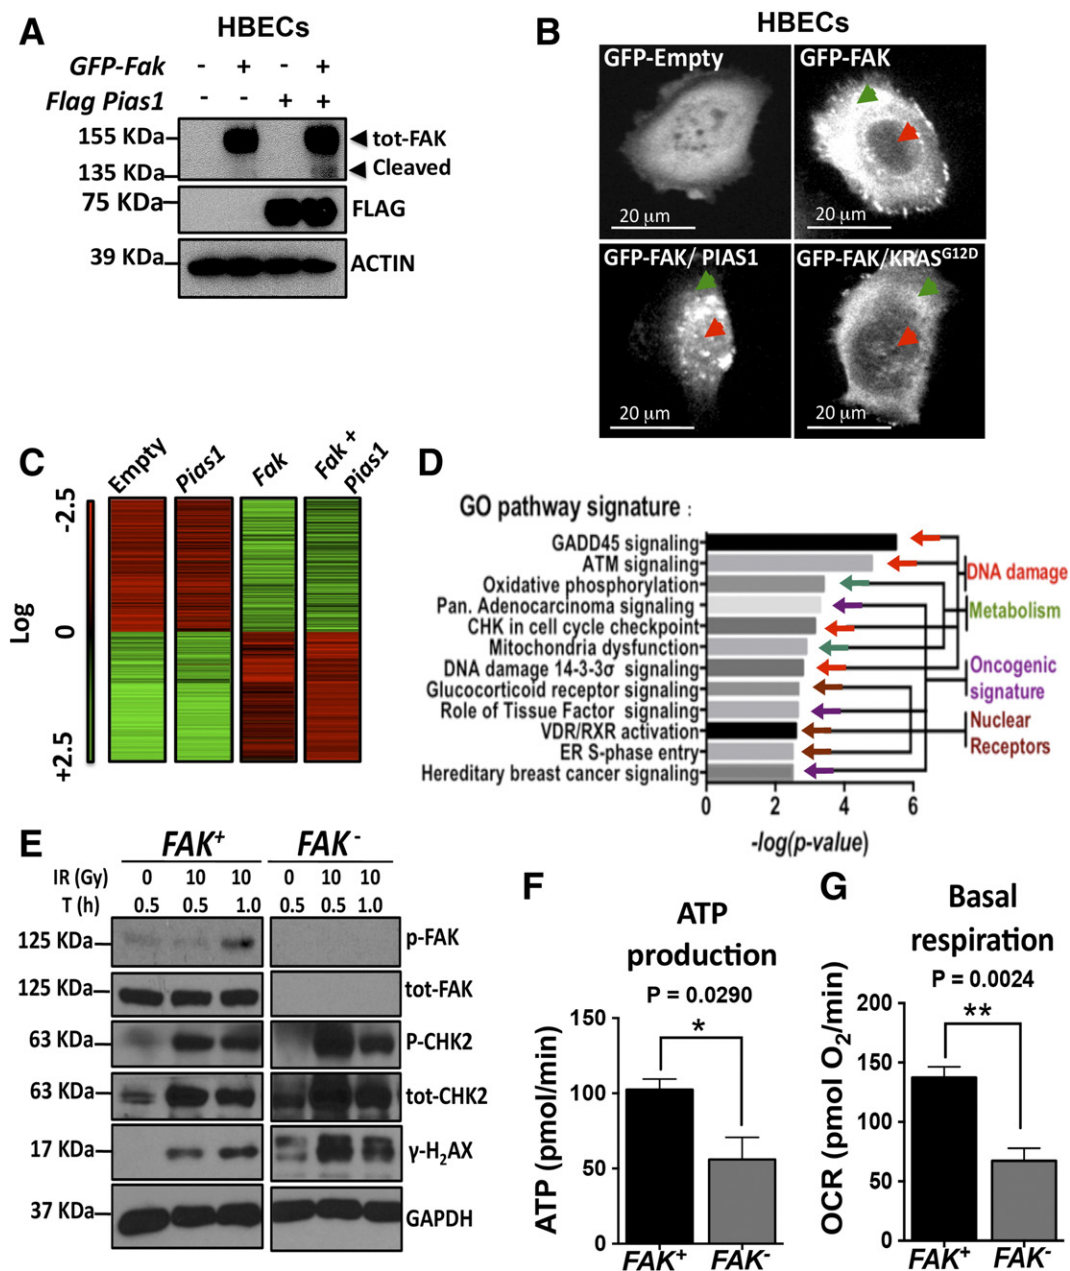 A
HBECs
GFP-Fak - + - +
Flag Pias1 - - + +
155 KDa
tot-FAK
135 KDa
Cleaved
75 KDa
FLAG
39 KDa
ACTIN
B
HBECs
GFP-Empty
20 µm
GFP-FAK
20 µm
GFP-FAK/ PIAS1
20 µm
GFP-FAK/KRASG12D
20 µm
C
Empty
Pias1
Fak
Fak +
Pias1
-2.5
0
+2.5
Log
D
GO pathway signature :
GADD45 signaling
ATM signaling
Oxidative phosphorylation
Pan. Adenocarcinoma signaling
CHK in cell cycle checkpoint
Mitochondria dysfunction
DNA damage 14-3-3σ signaling
Glucocorticoid receptor signaling
Role of Tissue Factor signaling
VDR/RXR activation
ER S-phase entry
Hereditary breast cancer signaling
0 2 4 6
-log(p-value)
DNA damage
Metabolism
Oncogenic
signature
Nuclear
Receptors
E
FAK+ FAK-
IR (Gy) 0 10 10 0 10 10
T (h) 0.5 0.5 1.0 0.5 0.5 1.0
125 KDa
p-FAK
125 KDa
tot-FAK
63 KDa
P-CHK2
63 KDa
tot-CHK2
17 KDa
γ-H2AX
37 KDa
GAPDH
F
ATP
production
P = 0.0290
*
ATP (pmol/min)
150
100
50
0
FAK+ FAK-
G
Basal
respiration
P = 0.0024
**
OCR (pmol O2/min)
200
150
100
50
0
FAK+ FAK-